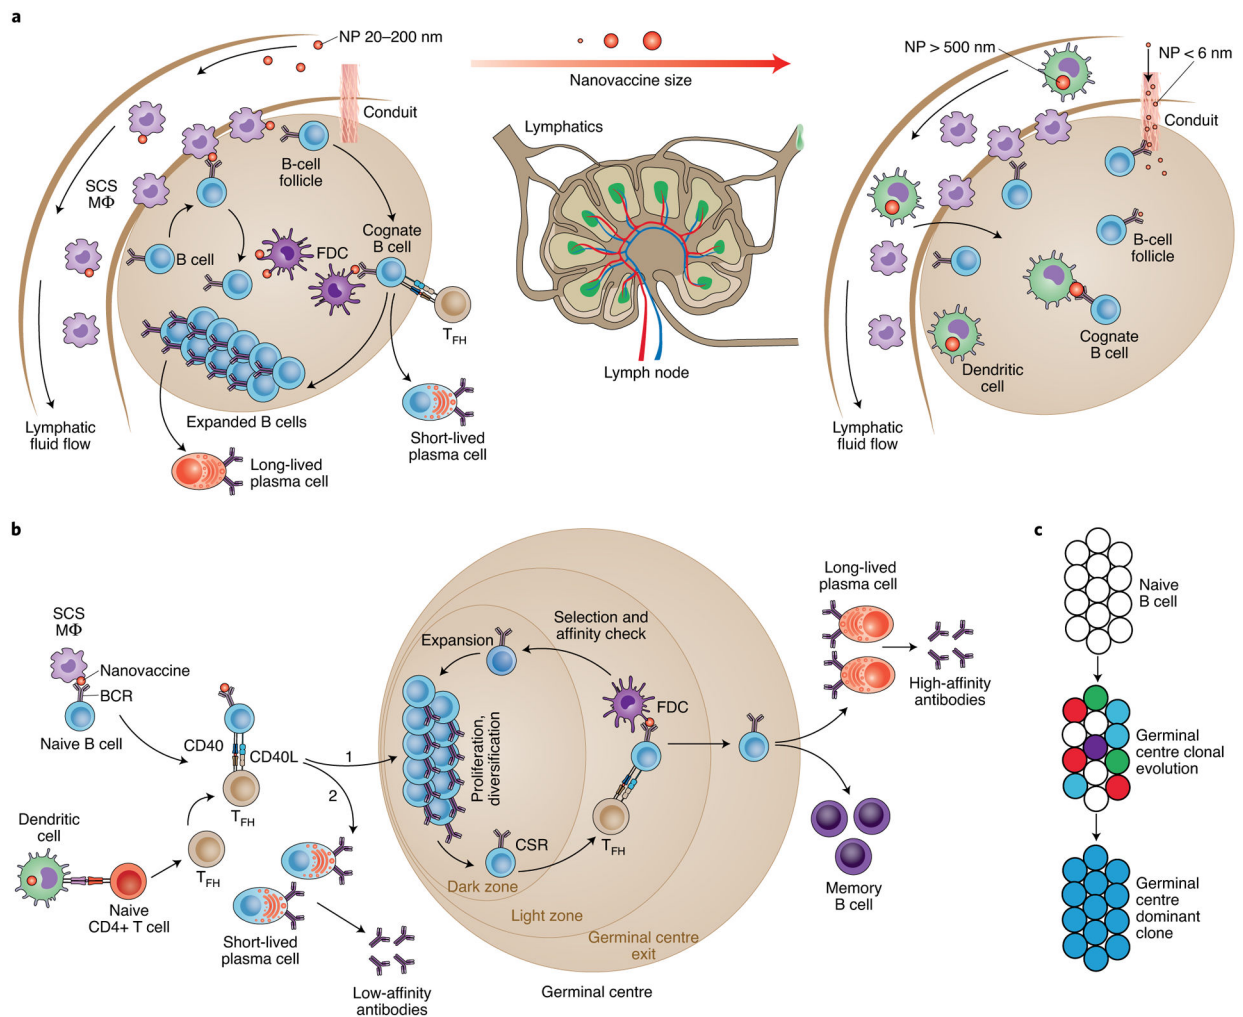 a
NP 20–200 nm
Conduit
B-cell
follicle
SCS
MΦ
B cell
FDC
Cognate
B cell
TFH
Expanded B cells
Short-lived
plasma cell
Long-lived
plasma cell
Lymphatic
fluid flow
Nanovaccine size
Lymphatics
Lymph node
NP > 500 nm
NP < 6 nm
Conduit
B-cell
follicle
Cognate
B cell
Dendritic
cell
Lymphatic
fluid flow
b
SCS
MΦ
Nanovaccine
BCR
Naive B cell
CD40
CD40L
TFH
1
2
Dendritic
cell
Naive
CD4+ T cell
TFH
Short-lived
plasma cell
Low-affinity
antibodies
Expansion
Selection and
affinity check
Proliferation,
diversification
FDC
TFH
CSR
Dark zone
Light zone
Germinal centre
exit
Germinal centre
Long-lived
plasma cell
High-affinity
antibodies
Memory
B cell
c
Naive
B cell
Germinal
centre clonal
evolution
Germinal
centre
dominant
clone